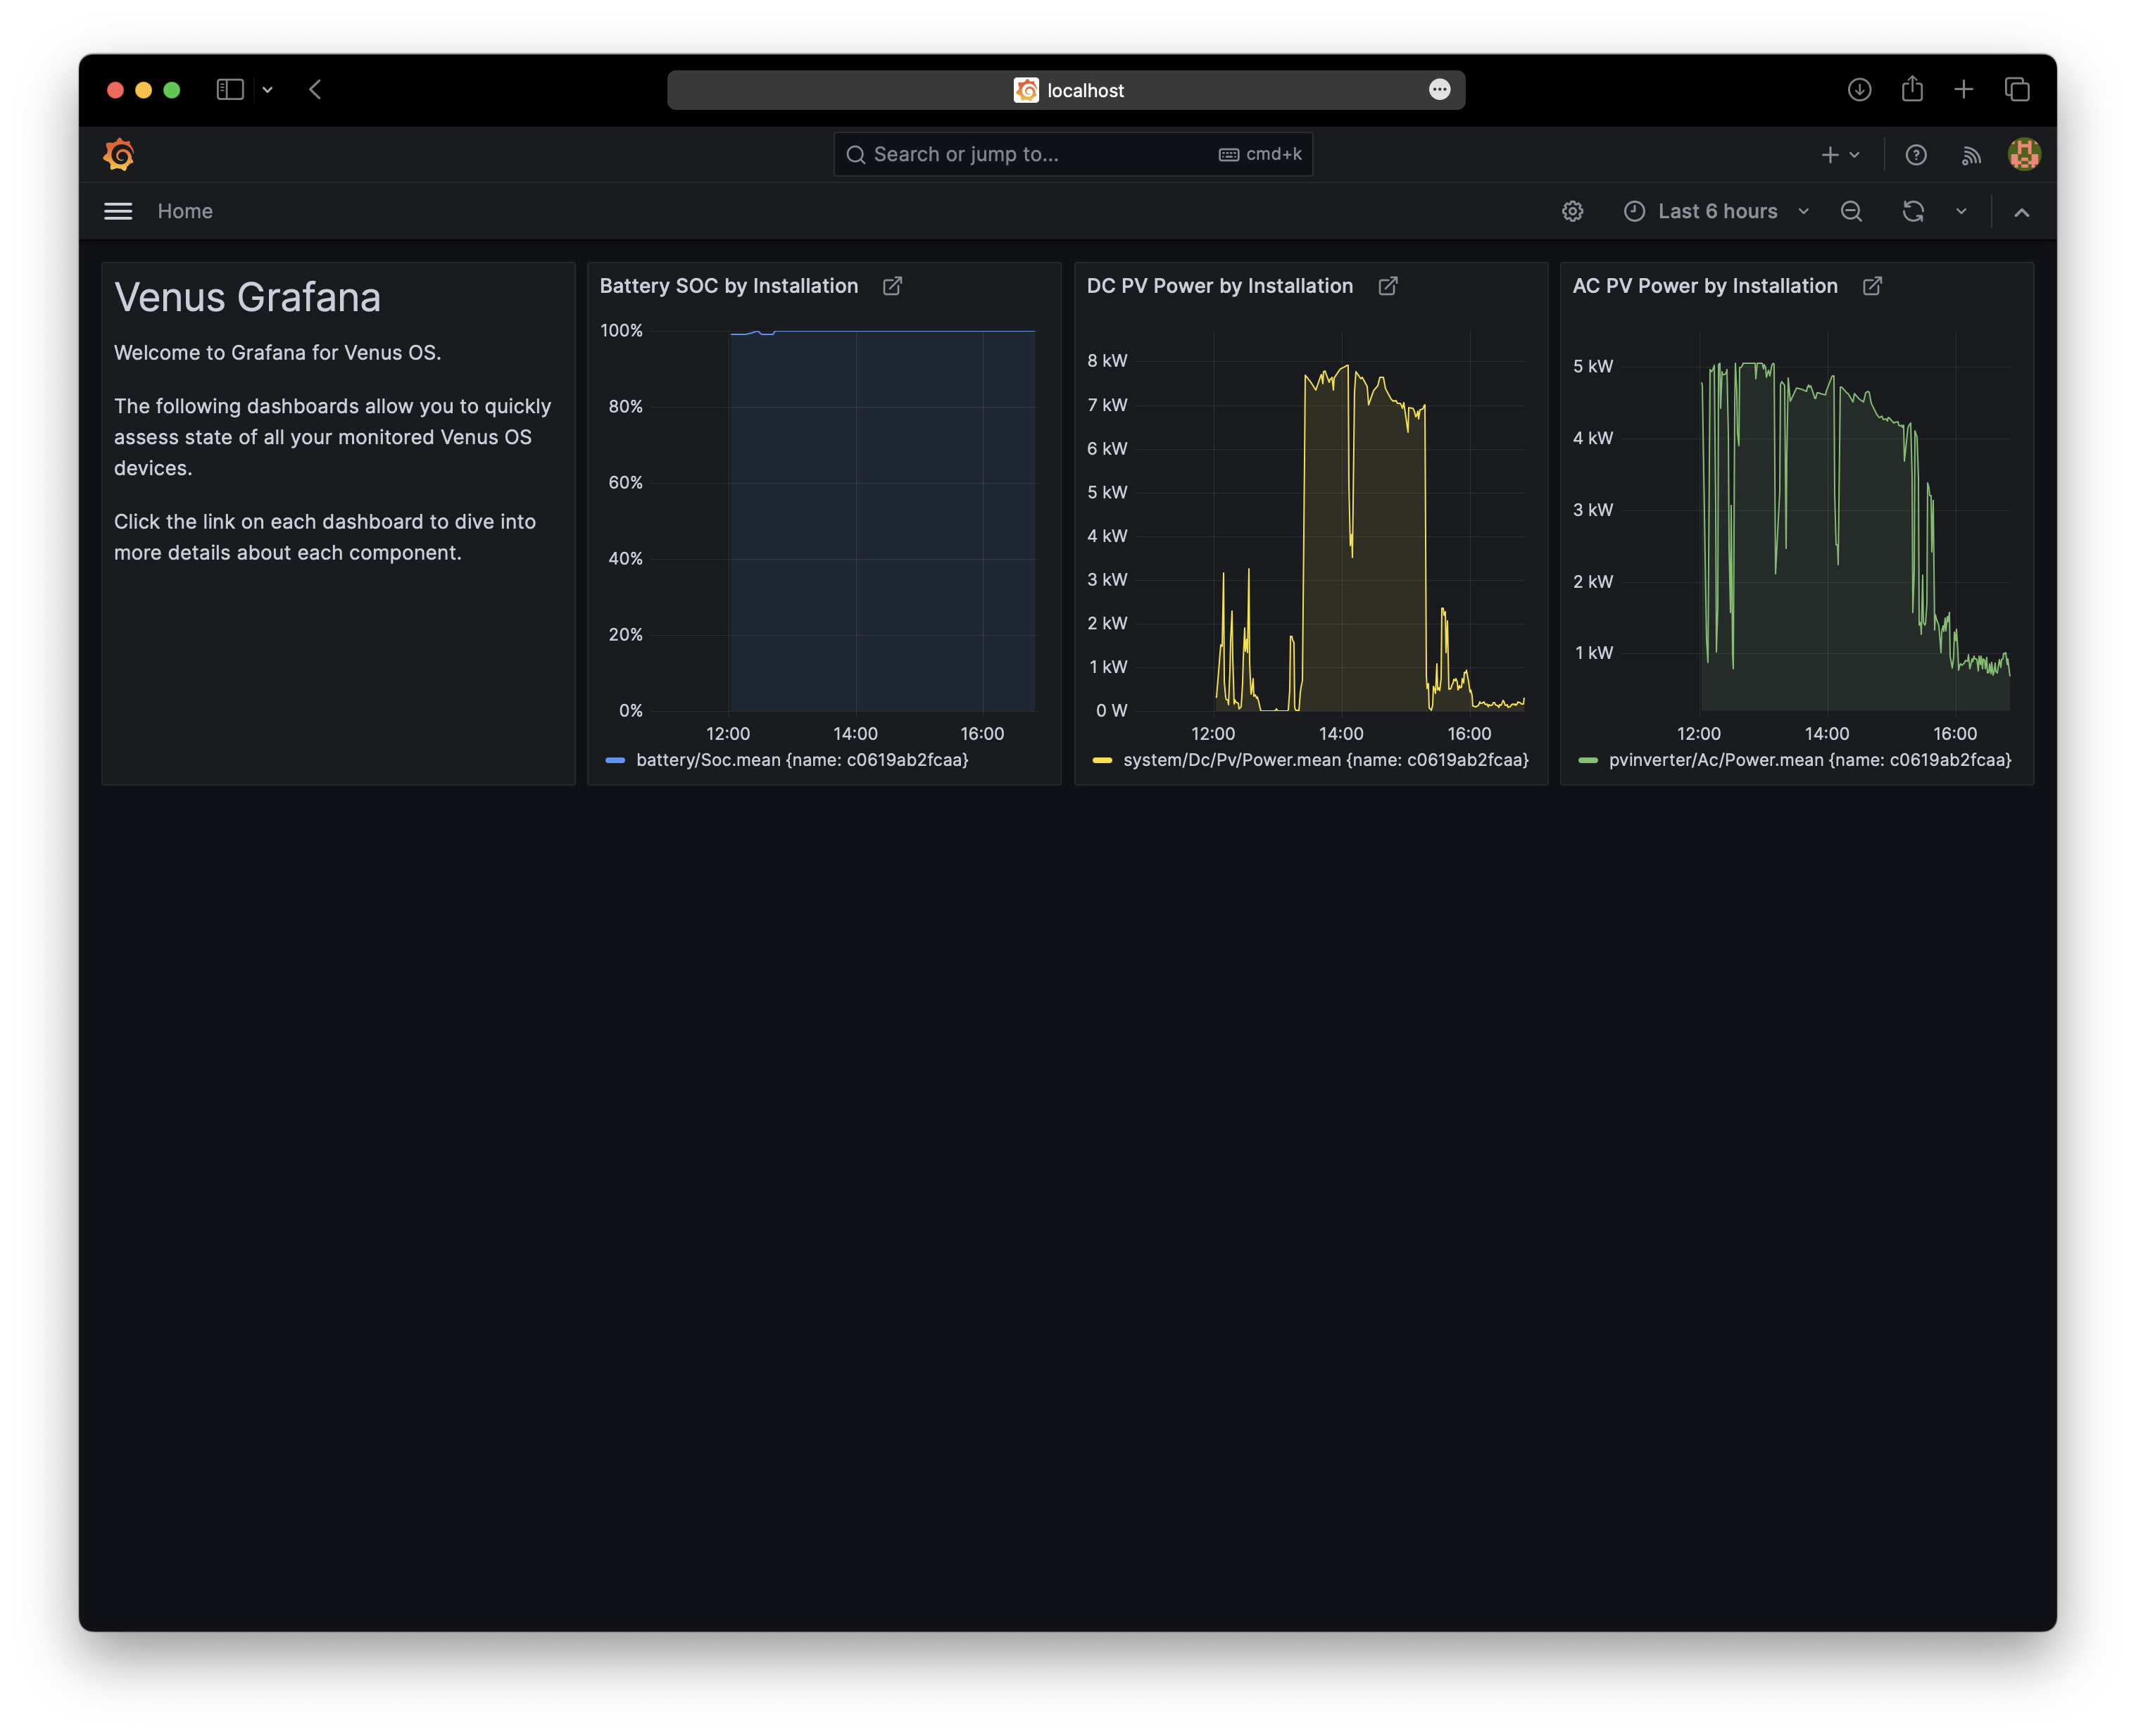 localhost
Search or jump to...
cmd+k
Home
Last 6 hours
Venus Grafana
Welcome to Grafana for Venus OS.
The following dashboards allow you to quickly
assess state of all your monitored Venus OS
devices.
Click the link on each dashboard to dive into
more details about each component.
Battery SOC by Installation
100%
80%
60%
40%
20%
0%
12:00 14:00 16:00
battery/Soc.mean {name: c0619ab2fcaa}
DC PV Power by Installation
8 kW
7 kW
6 kW
5 kW
4 kW
3 kW
2 kW
1 kW
0 W
12:00 14:00 16:00
system/Dc/Pv/Power.mean {name: c0619ab2fcaa}
AC PV Power by Installation
5 kW
4 kW
3 kW
2 kW
1 kW
12:00 14:00 16:00
pvinverter/Ac/Power.mean {name: c0619ab2fcaa}